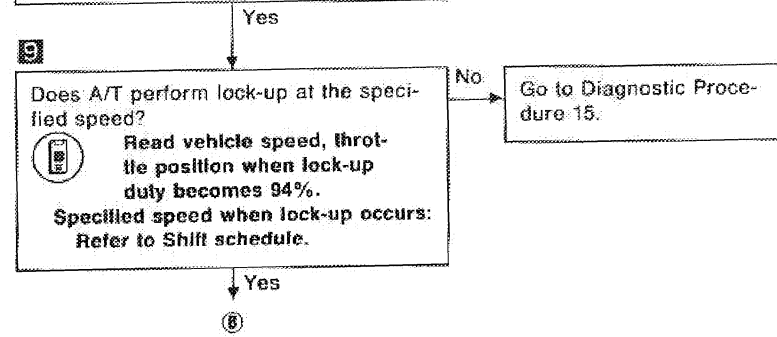 Yes
9
Does A/T perform lock-up at the speci-
fied speed?
Read vehicle speed, throt-
tle position when lock-up
duty becomes 94%.
Specified speed when lock-up occurs:
Refer to Shift schedule.
No
Go to Diagnostic Proce-
dure 15.
Yes